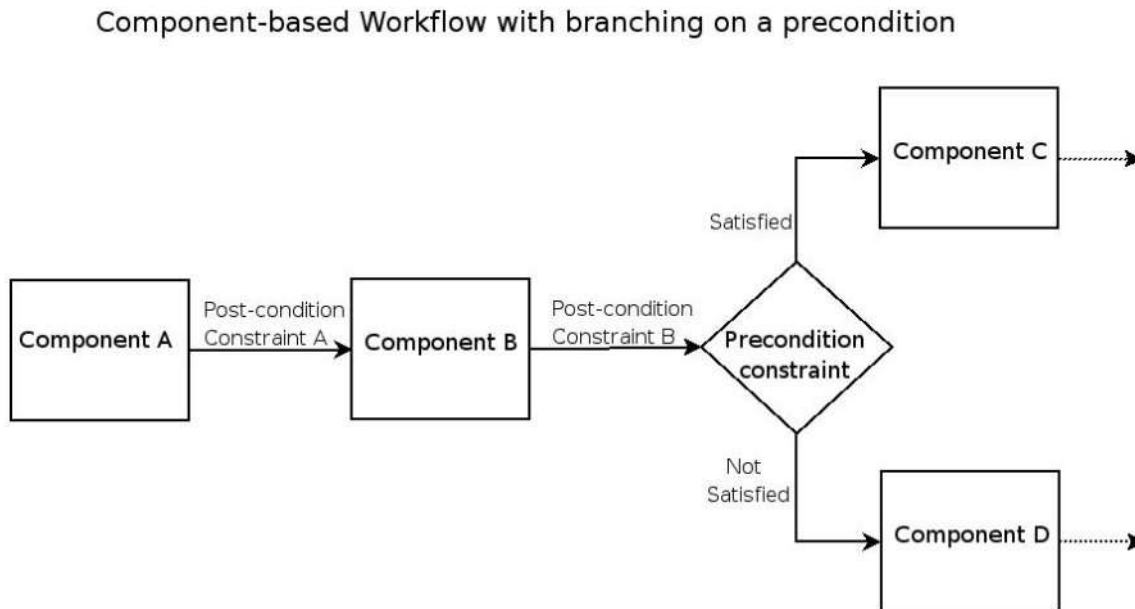 Component-based Workflow with branching on a precondition
Component C
Satisfied
Component A
Post-condition
Constraint A
Component B
Post-condition
Constraint B
Precondition
constraint
Not
Satisfied
Component D